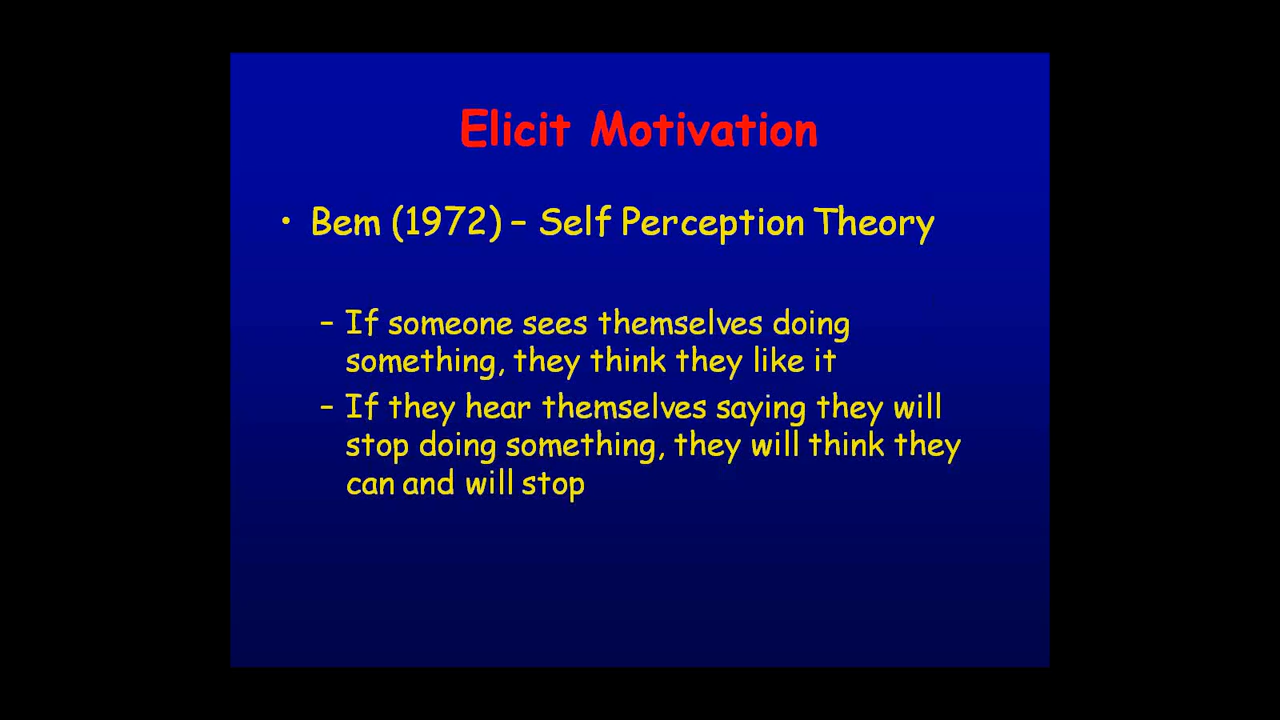 Elicit Motivation
• Bem (1972) – Self Perception Theory
– If someone sees themselves doing
something, they think they like it
– If they hear themselves saying they will
stop doing something, they will think they
can and will stop